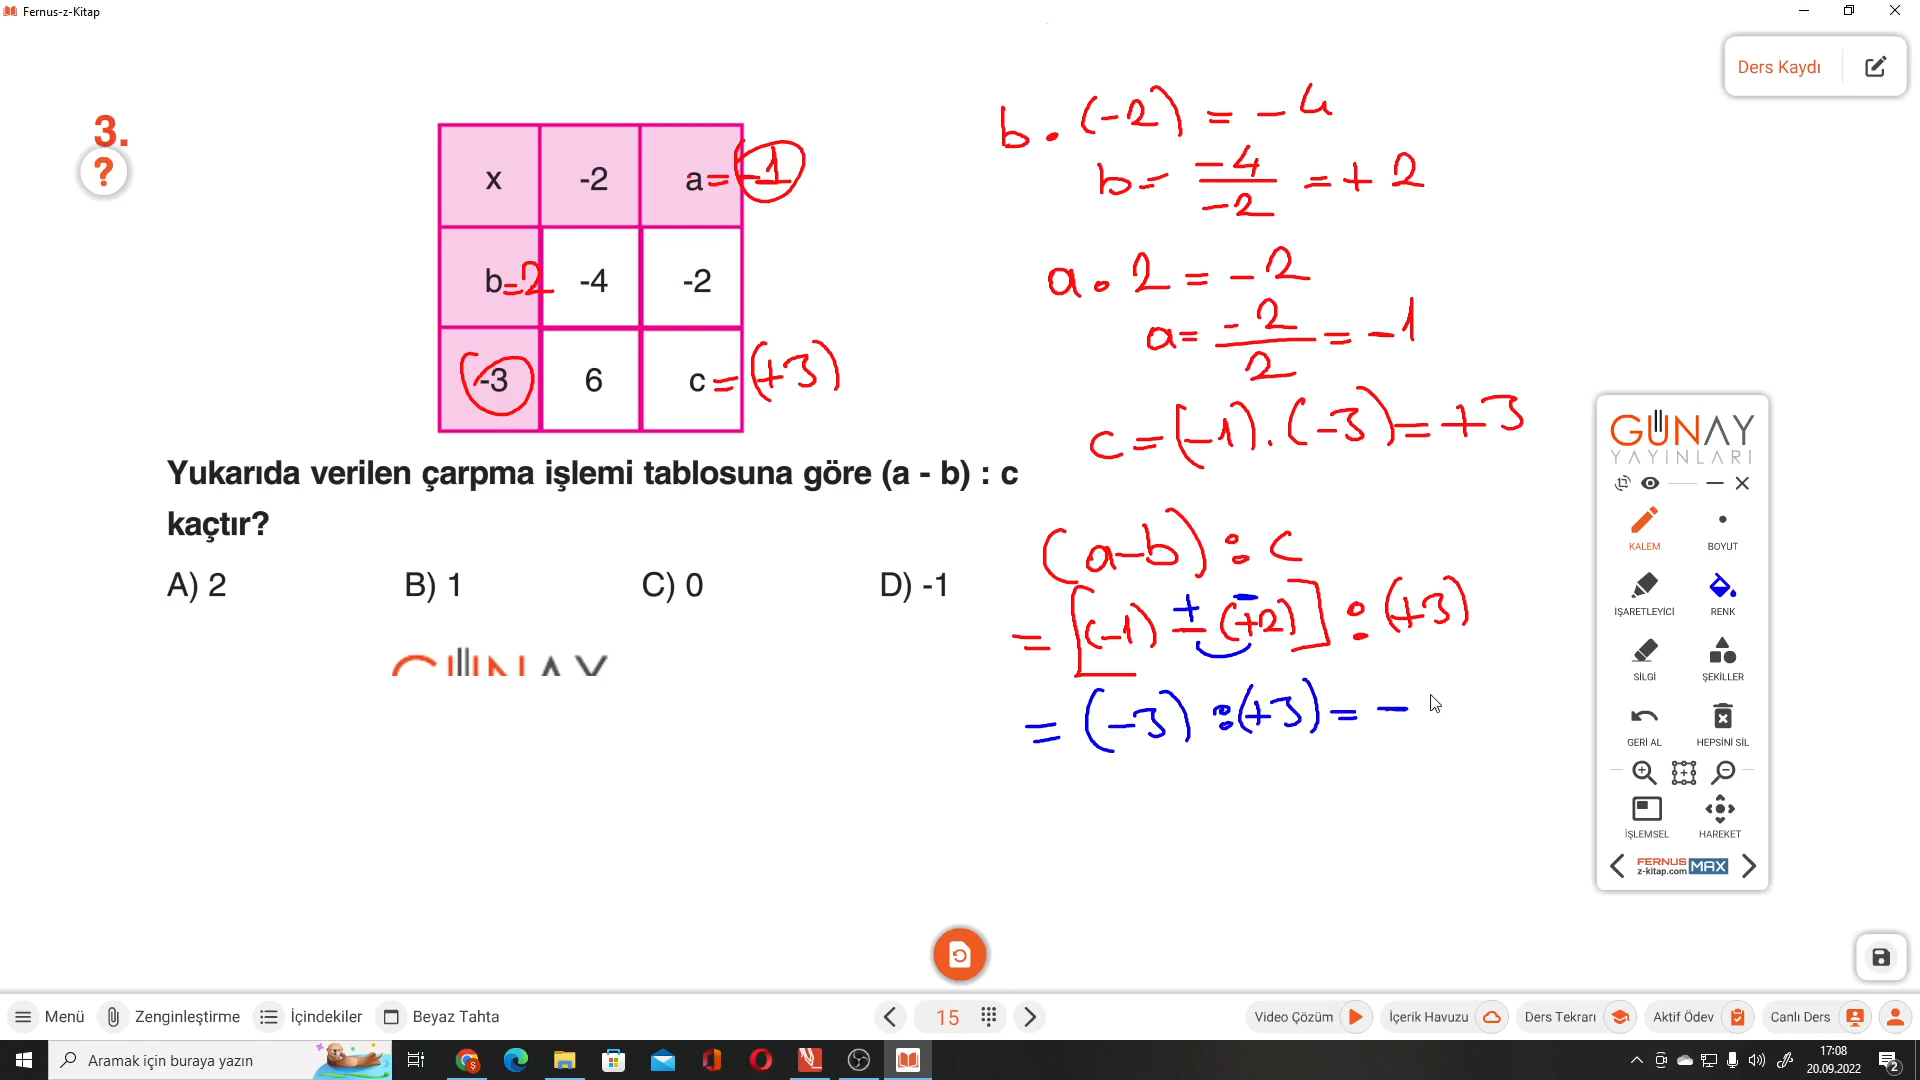 Fernus-z-Kitap
Ders Kaydı
3.
?
x -2 a = -1
b = 2 -4 -2
-3 6 c = (+3)
Yukarıda verilen çarpma işlemi tablosuna göre (a - b) : c
kaçtır?
A) 2 B) 1 C) 0 D) -1
GÜNAY
b . (-2) = -4
b = -4/-2 = +2
a . 2 = -2
a = -2/2 = -1
c = (-1) . (-3) = +3
(a-b) : c
= [(-1) - (+2)] : (+3)
+ -
= (-3) : (+3) = -
GÜNAY
YAYINLARI
KALEM BOYUT
İŞARETLEYİCİ RENK
SİLGİ ŞEKİLLER
GERİ AL HEPSİNİ SİL
İŞLEMSEL HAREKET
FERNUS MAX
z-kitap.com
Menü Zenginleştirme İçindekiler Beyaz Tahta 15 Video Çözüm İçerik Havuzu Ders Tekrarı Aktif Ödev Canlı Ders
Aramak için buraya yazın
17:08
20.09.2022
2